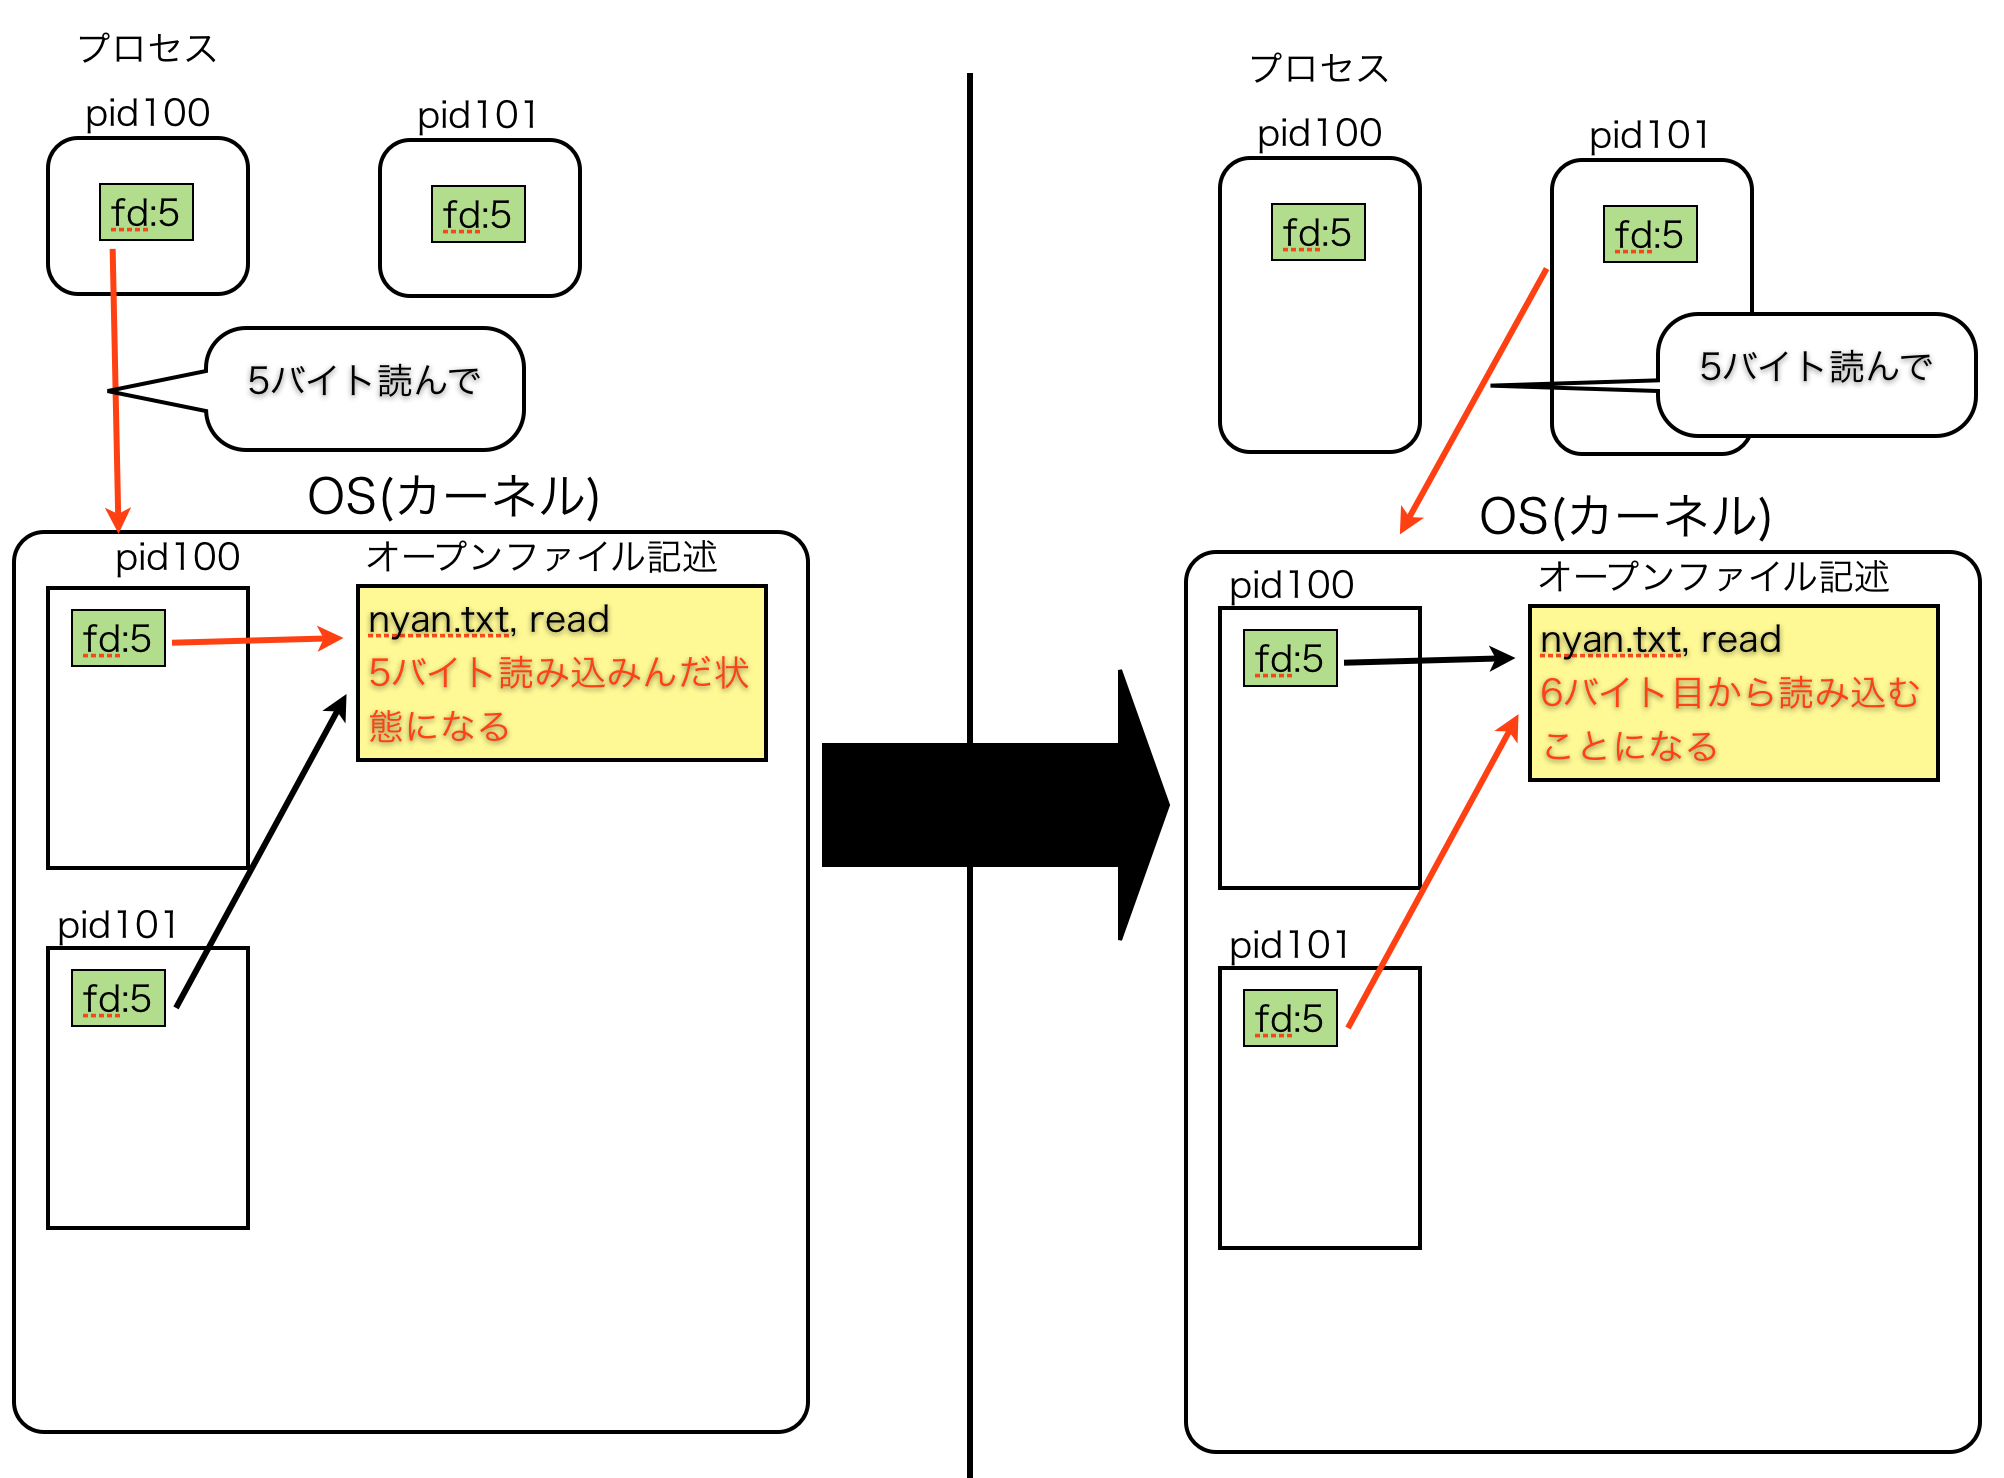 プロセス
pid100
pid101
fd:5
fd:5
5バイト読んで
OS(カーネル)
pid100
オープンファイル記述
fd:5
nyan.txt, read
5バイト読み込みんだ状
態になる
pid101
fd:5
プロセス
pid100
pid101
fd:5
fd:5
5バイト読んで
OS(カーネル)
pid100
オープンファイル記述
fd:5
nyan.txt, read
6バイト目から読み込む
ことになる
pid101
fd:5